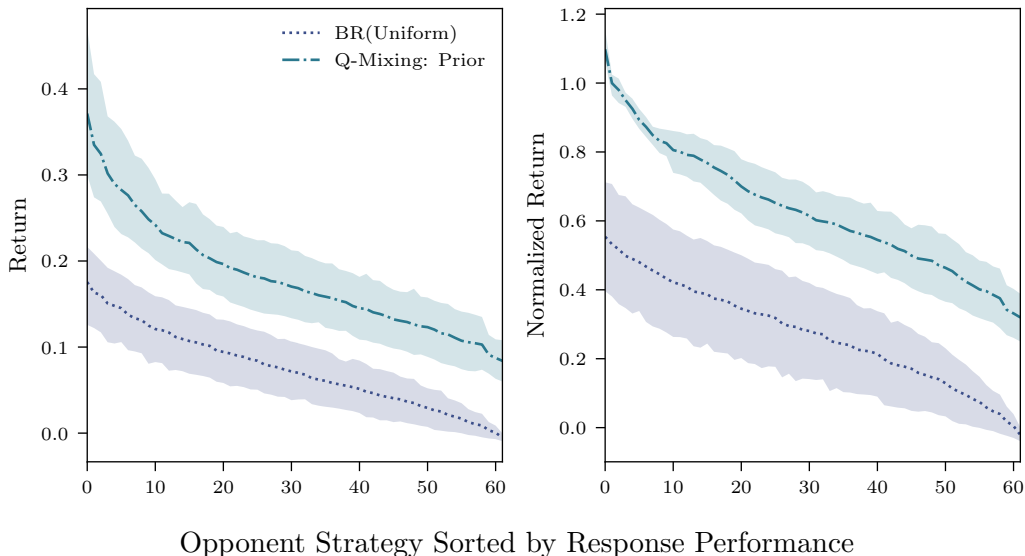 BR(Uniform)
Q-Mixing: Prior
Return
0.4
0.3
0.2
0.1
0.0
0 10 20 30 40 50 60
Normalized Return
1.2
1.0
0.8
0.6
0.4
0.2
0.0
0 10 20 30 40 50 60
Opponent Strategy Sorted by Response Performance